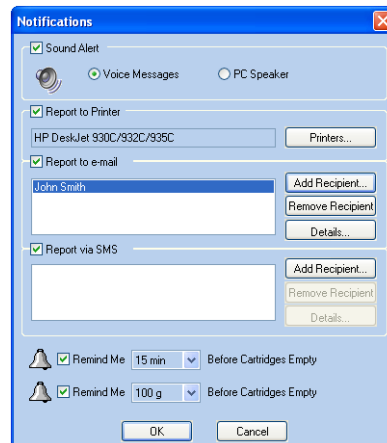 Notifications
Sound Alert
Voice Messages
PC Speaker
Report to Printer
HP DeskJet 930C/932C/935C
Printers...
Report to e-mail
John Smith
Add Recipient...
Remove Recipient
Details...
Report via SMS
Add Recipient...
Remove Recipient
Details...
Remind Me 15 min Before Cartridges Empty
Remind Me 100 g Before Cartridges Empty
OK Cancel